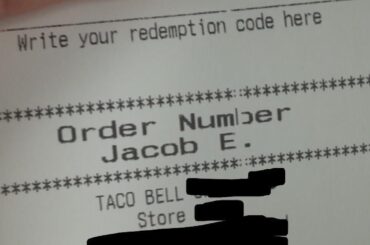 Write your redemption code here
**************************************
Order Number
Jacob E.
**************************************
TACO BELL
Store